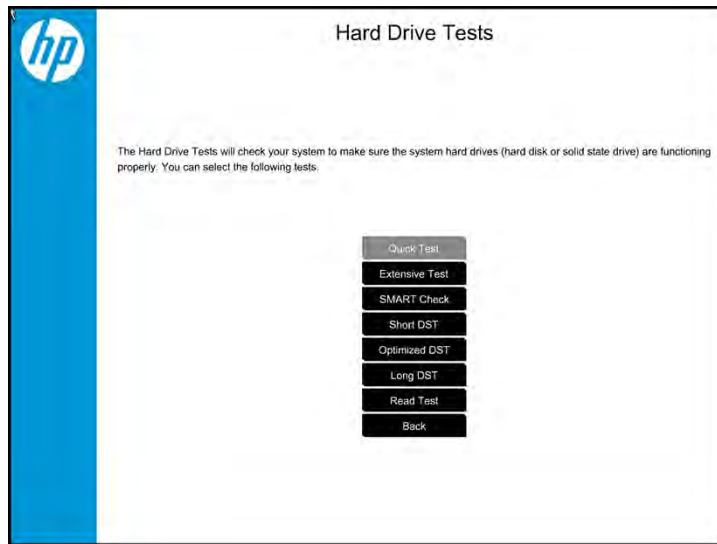 hp
Hard Drive Tests
The Hard Drive Tests will check your system to make sure the system hard drives (hard disk or solid state drive) are functioning
properly. You can select the following tests.
Quick Test
Extensive Test
SMART Check
Short DST
Optimized DST
Long DST
Read Test
Back